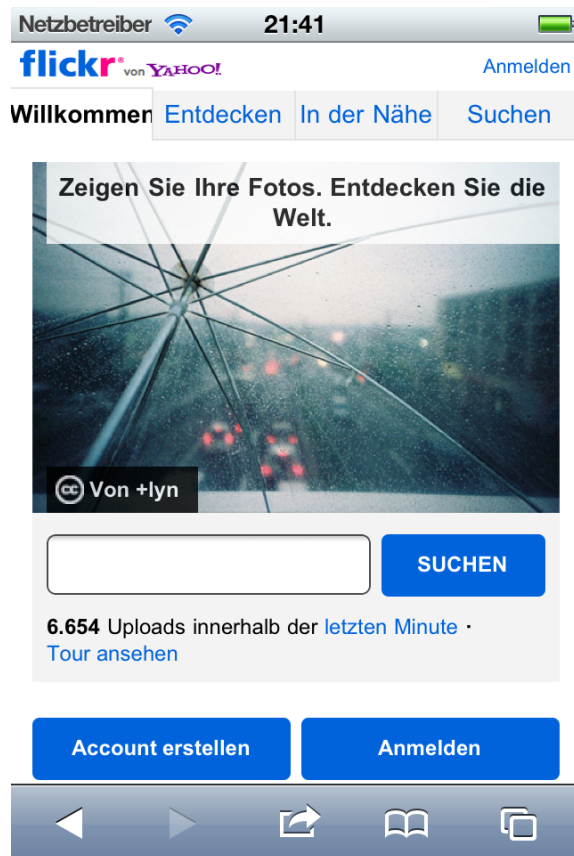 Netzbetreiber 21:41
flickr von YAHOO! Anmelden
Willkommen Entdecken In der Nähe Suchen
Zeigen Sie Ihre Fotos. Entdecken Sie die
Welt.
cc Von +lyn
SUCHEN
6.654 Uploads innerhalb der letzten Minute ·
Tour ansehen
Account erstellen Anmelden